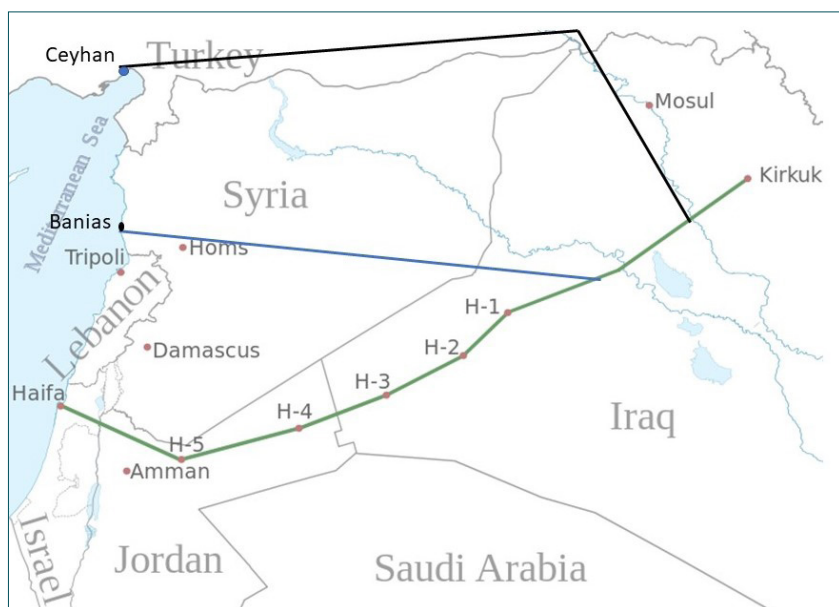 Ceyhan
Turkey
Mosul
Kirkuk
Mediterranean Sea
Syria
Banias
Homs
Tripoli
Lebanon
H-1
H-2
Damascus
H-3
Haifa
H-4
Iraq
H-5
Amman
Israel
Jordan
Saudi Arabia